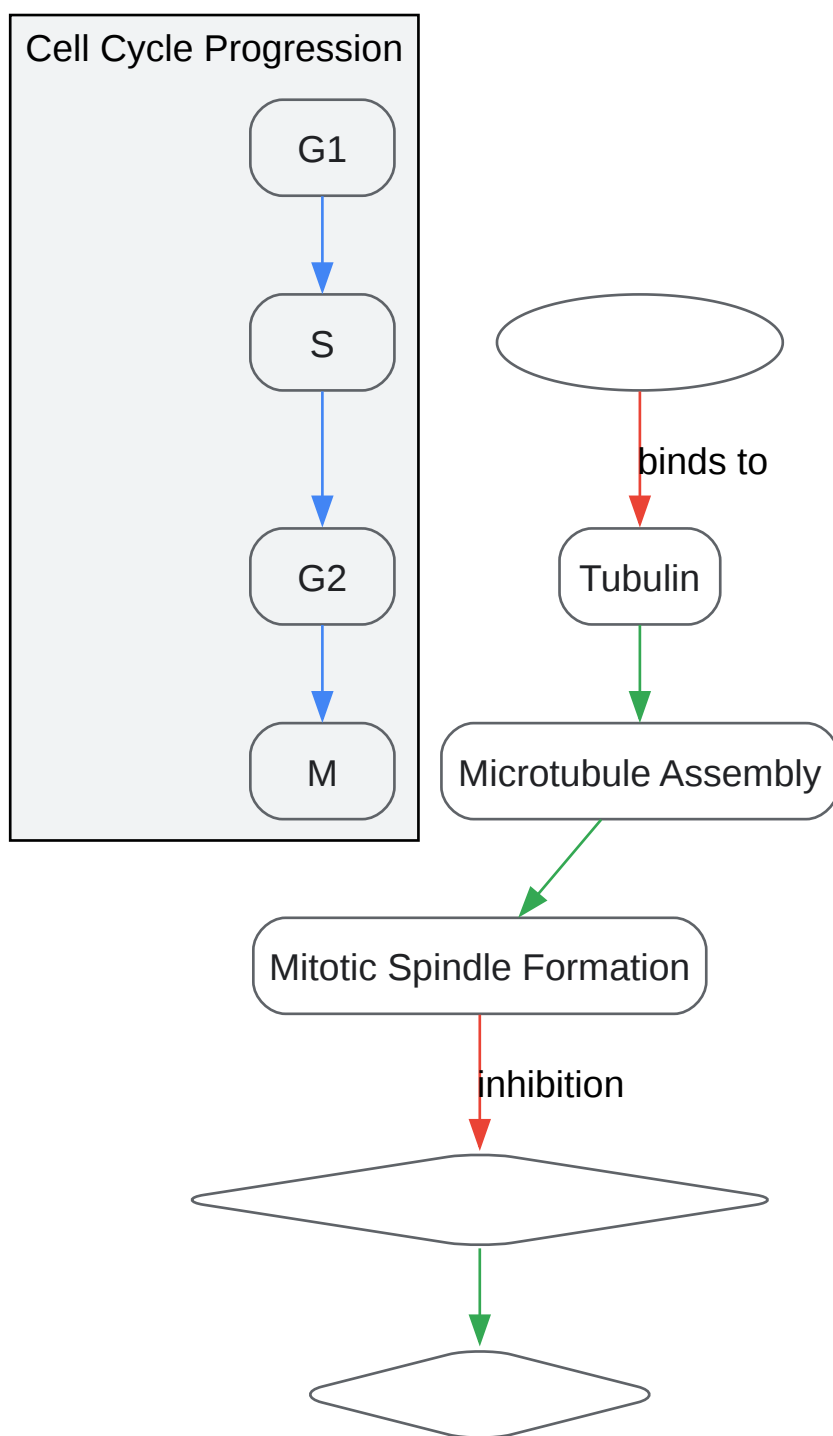 Cell Cycle Progression
G1
S
G2
M
binds to
Tubulin
Microtubule Assembly
Mitotic Spindle Formation
inhibition